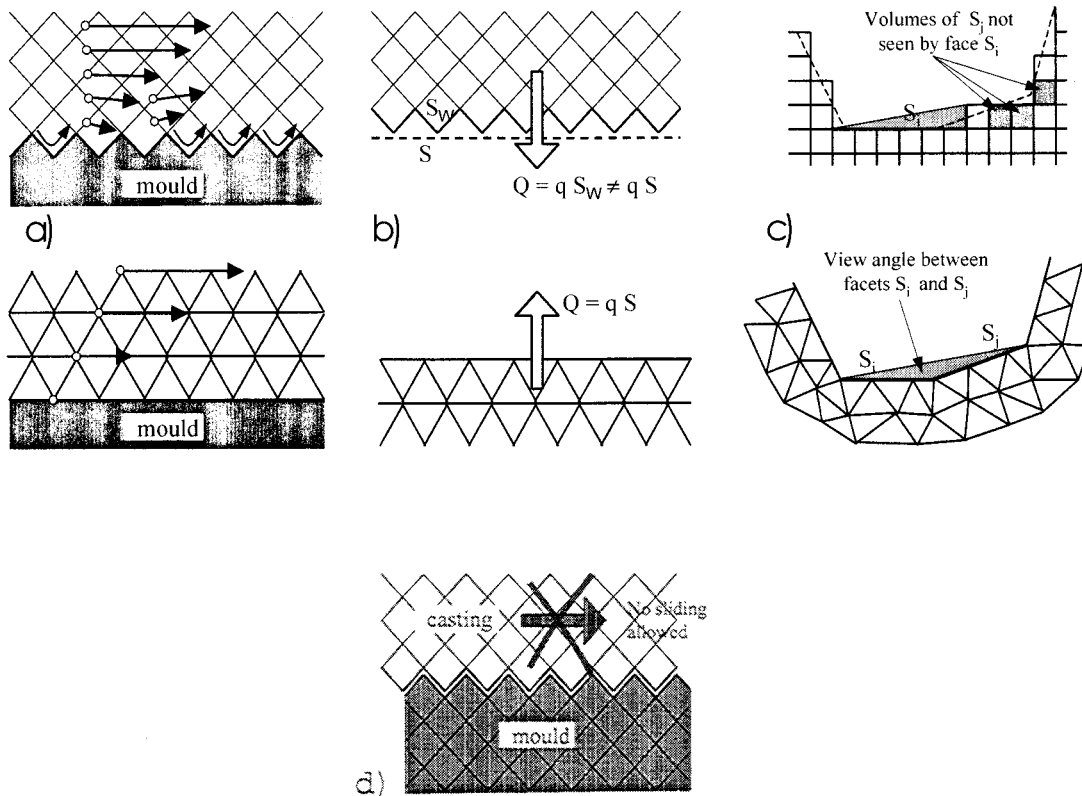 mould
a)
S_W
S
Q = q S_W ≠ q S
b)
Volumes of S_j not
seen by face S_i
S_i
c)
mould
Q = q S
View angle between
facets S_i and S_j
S_i
S_j
casting
No sliding
allowed
mould
d)